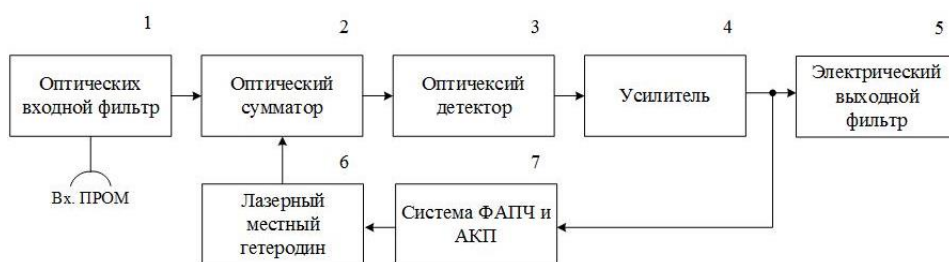 1
2
3
4
5
Оптических
входной фильтр
Оптический
сумматор
Оптичексий
детектор
Усилитель
Электрический
выходной
фильтр
Вх. ПРОМ
6
7
Лазерный
местный
гетеродин
Система ФАПЧ и
АКП